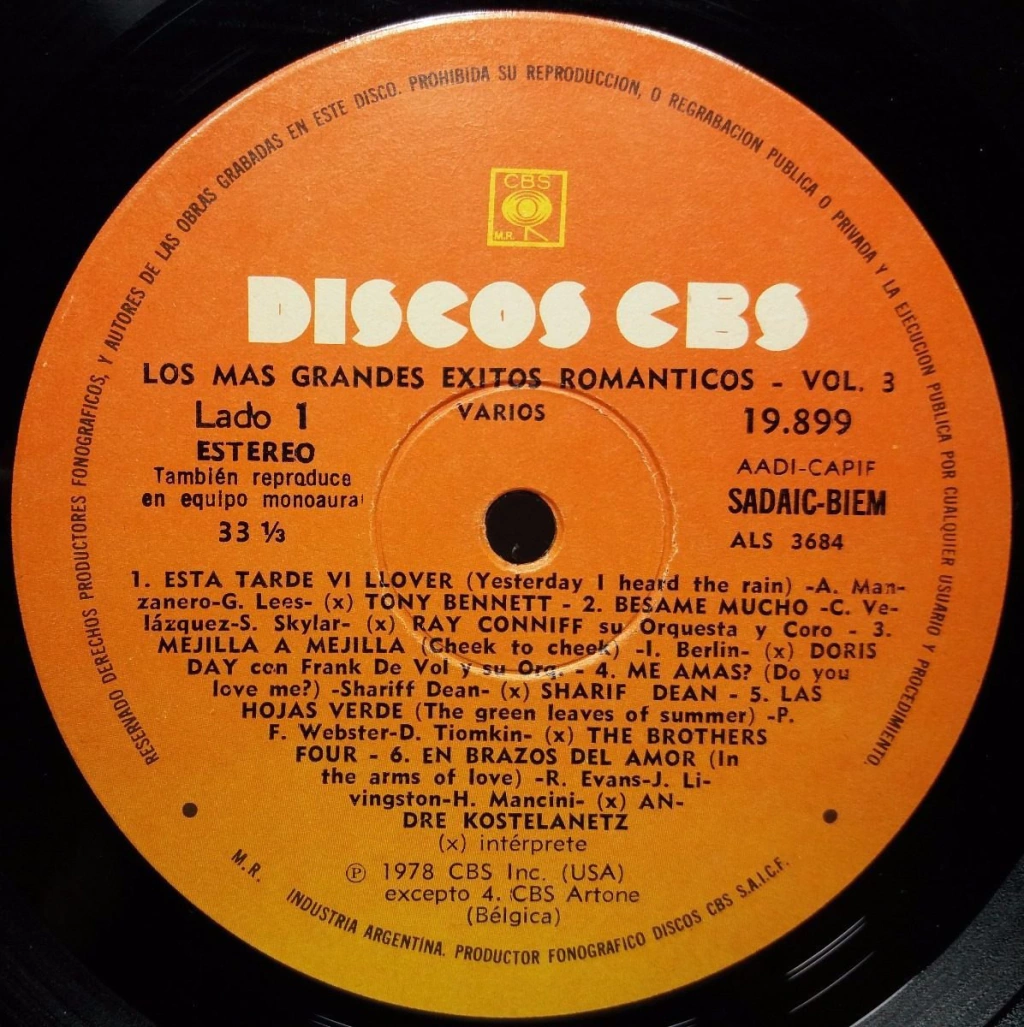 RESERVADO DERECHOS PRODUCTORES FONOGRAFICOS, Y AUTORES DE LAS OBRAS GRABADAS EN ESTE DISCO. PROHIBIDA SU REPRODUCCION, O REGRABACION PUBLICA O PRIVADA Y LA EJECUCION PUBLICA POR CUALQUIER USUARIO Y PROCEDIMIENTO.
CBS
M.R.
DISCOS CBS
LOS MAS GRANDES EXITOS ROMANTICOS - VOL. 3
VARIOS
Lado 1
ESTEREO
También reproduce
en equipo monoaural
33 ⅓
19.899
AADI-CAPIF
SADAIC-BIEM
ALS 3684
1. ESTA TARDE VI LLOVER (Yesterday I heard the rain) -A. Man-
zanero-G. Lees- (x) TONY BENNETT - 2. BESAME MUCHO -C. Ve-
lázquez-S. Skylar- (x) RAY CONNIFF su Orquesta y Coro - 3.
MEJILLA A MEJILLA (Cheek to cheek) -I. Berlin- (x) DORIS
DAY con Frank De Vol y su Orq. - 4. ME AMAS? (Do you
love me?) -Shariff Dean- (x) SHARIF DEAN - 5. LAS
HOJAS VERDE (The green leaves of summer) -P.
F. Webster-D. Tiomkin- (x) THE BROTHERS
FOUR - 6. EN BRAZOS DEL AMOR (In
the arms of love) -R. Evans-J. Li-
vingston-H. Mancini- (x) AN-
DRE KOSTELANETZ
(x) intérprete
℗ 1978 CBS Inc. (USA)
excepto 4. CBS Artone
(Bélgica)
M.R. INDUSTRIA ARGENTINA. PRODUCTOR FONOGRAFICO DISCOS CBS S.A.I.C.F.